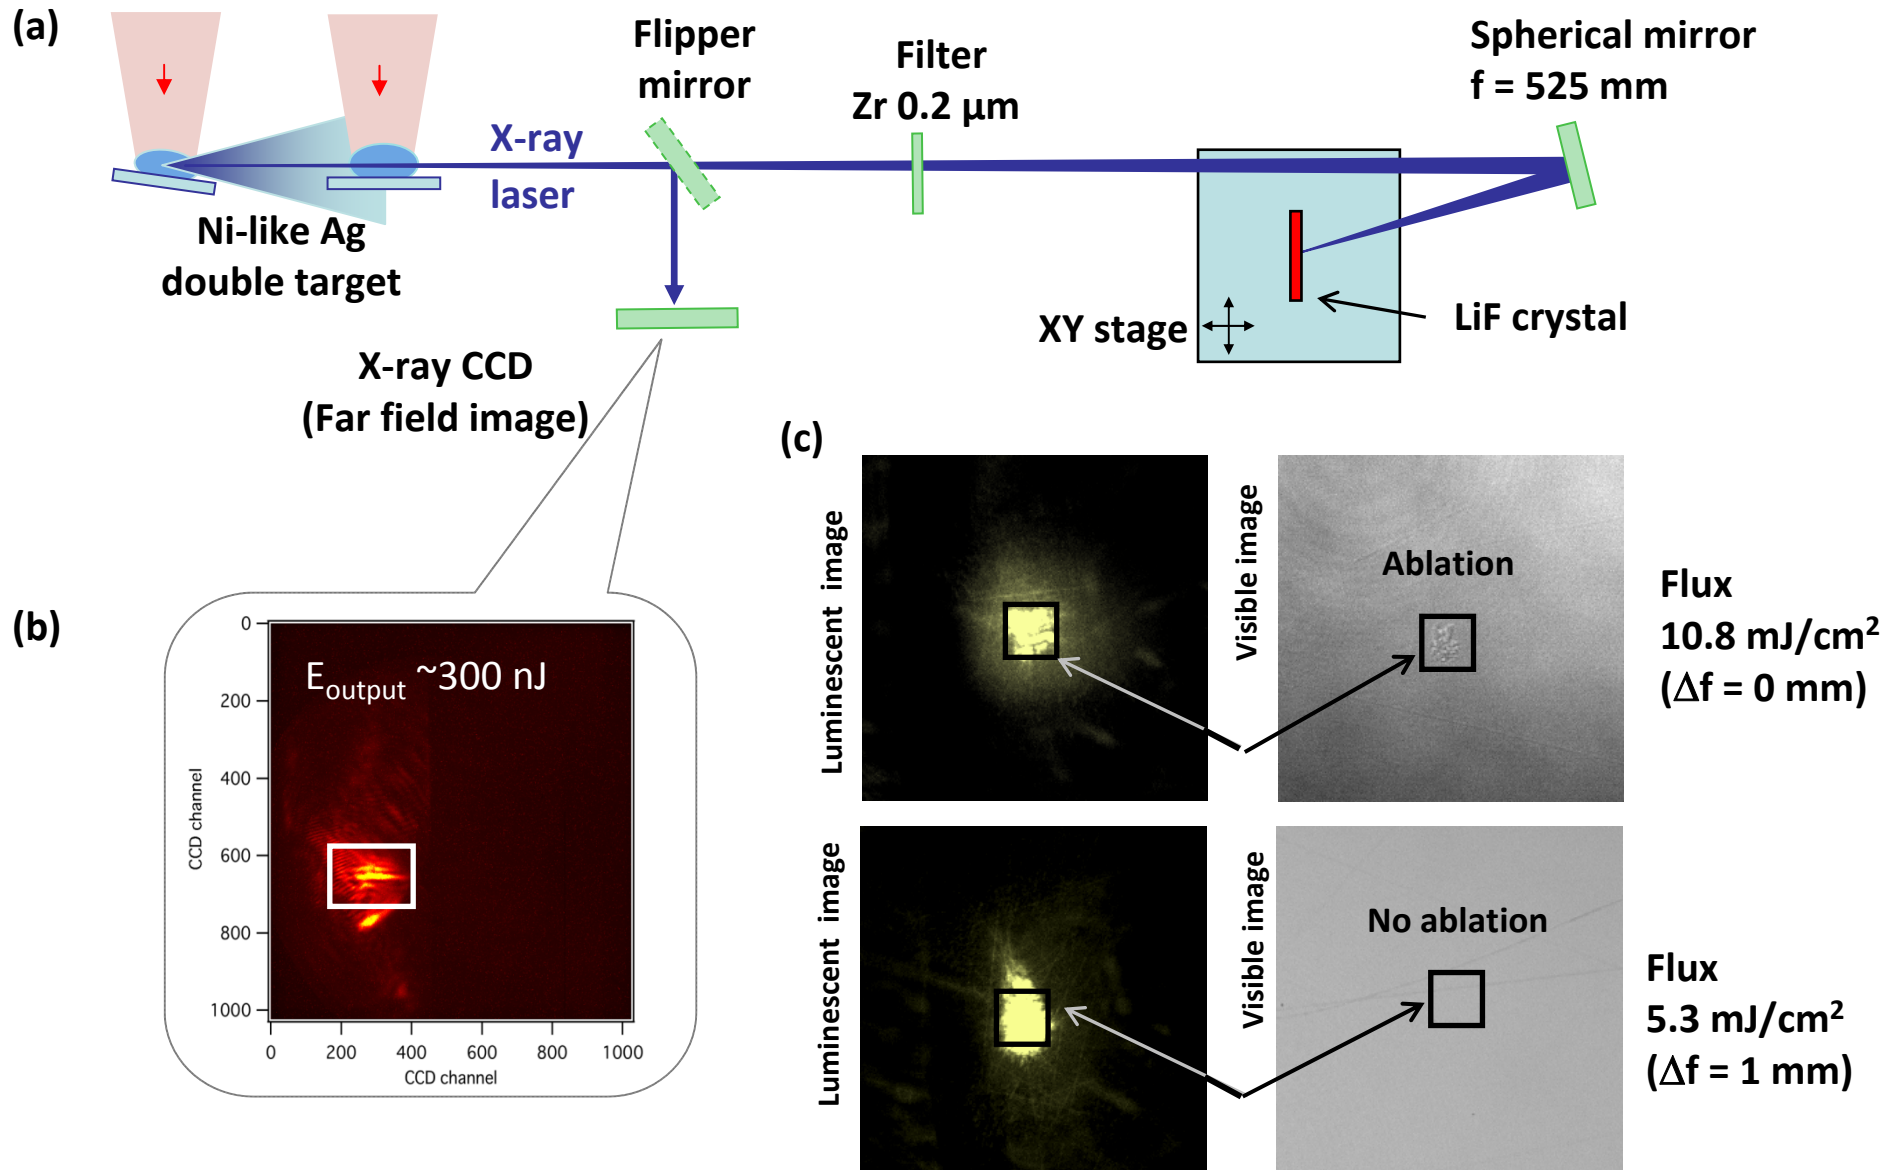 (a)
Flipper
mirror
Filter
Zr 0.2 µm
Spherical mirror
f = 525 mm
X-ray
laser
Ni-like Ag
double target
XY stage
LiF crystal
X-ray CCD
(Far field image)
(b)
E_output ~300 nJ
0
200
400
600
800
1000
CCD channel
0 200 400 600 800 1000
CCD channel
(c)
Luminescent image
Visible image
Ablation
Flux
10.8 mJ/cm²
(Δf = 0 mm)
Luminescent image
Visible image
No ablation
Flux
5.3 mJ/cm²
(Δf = 1 mm)